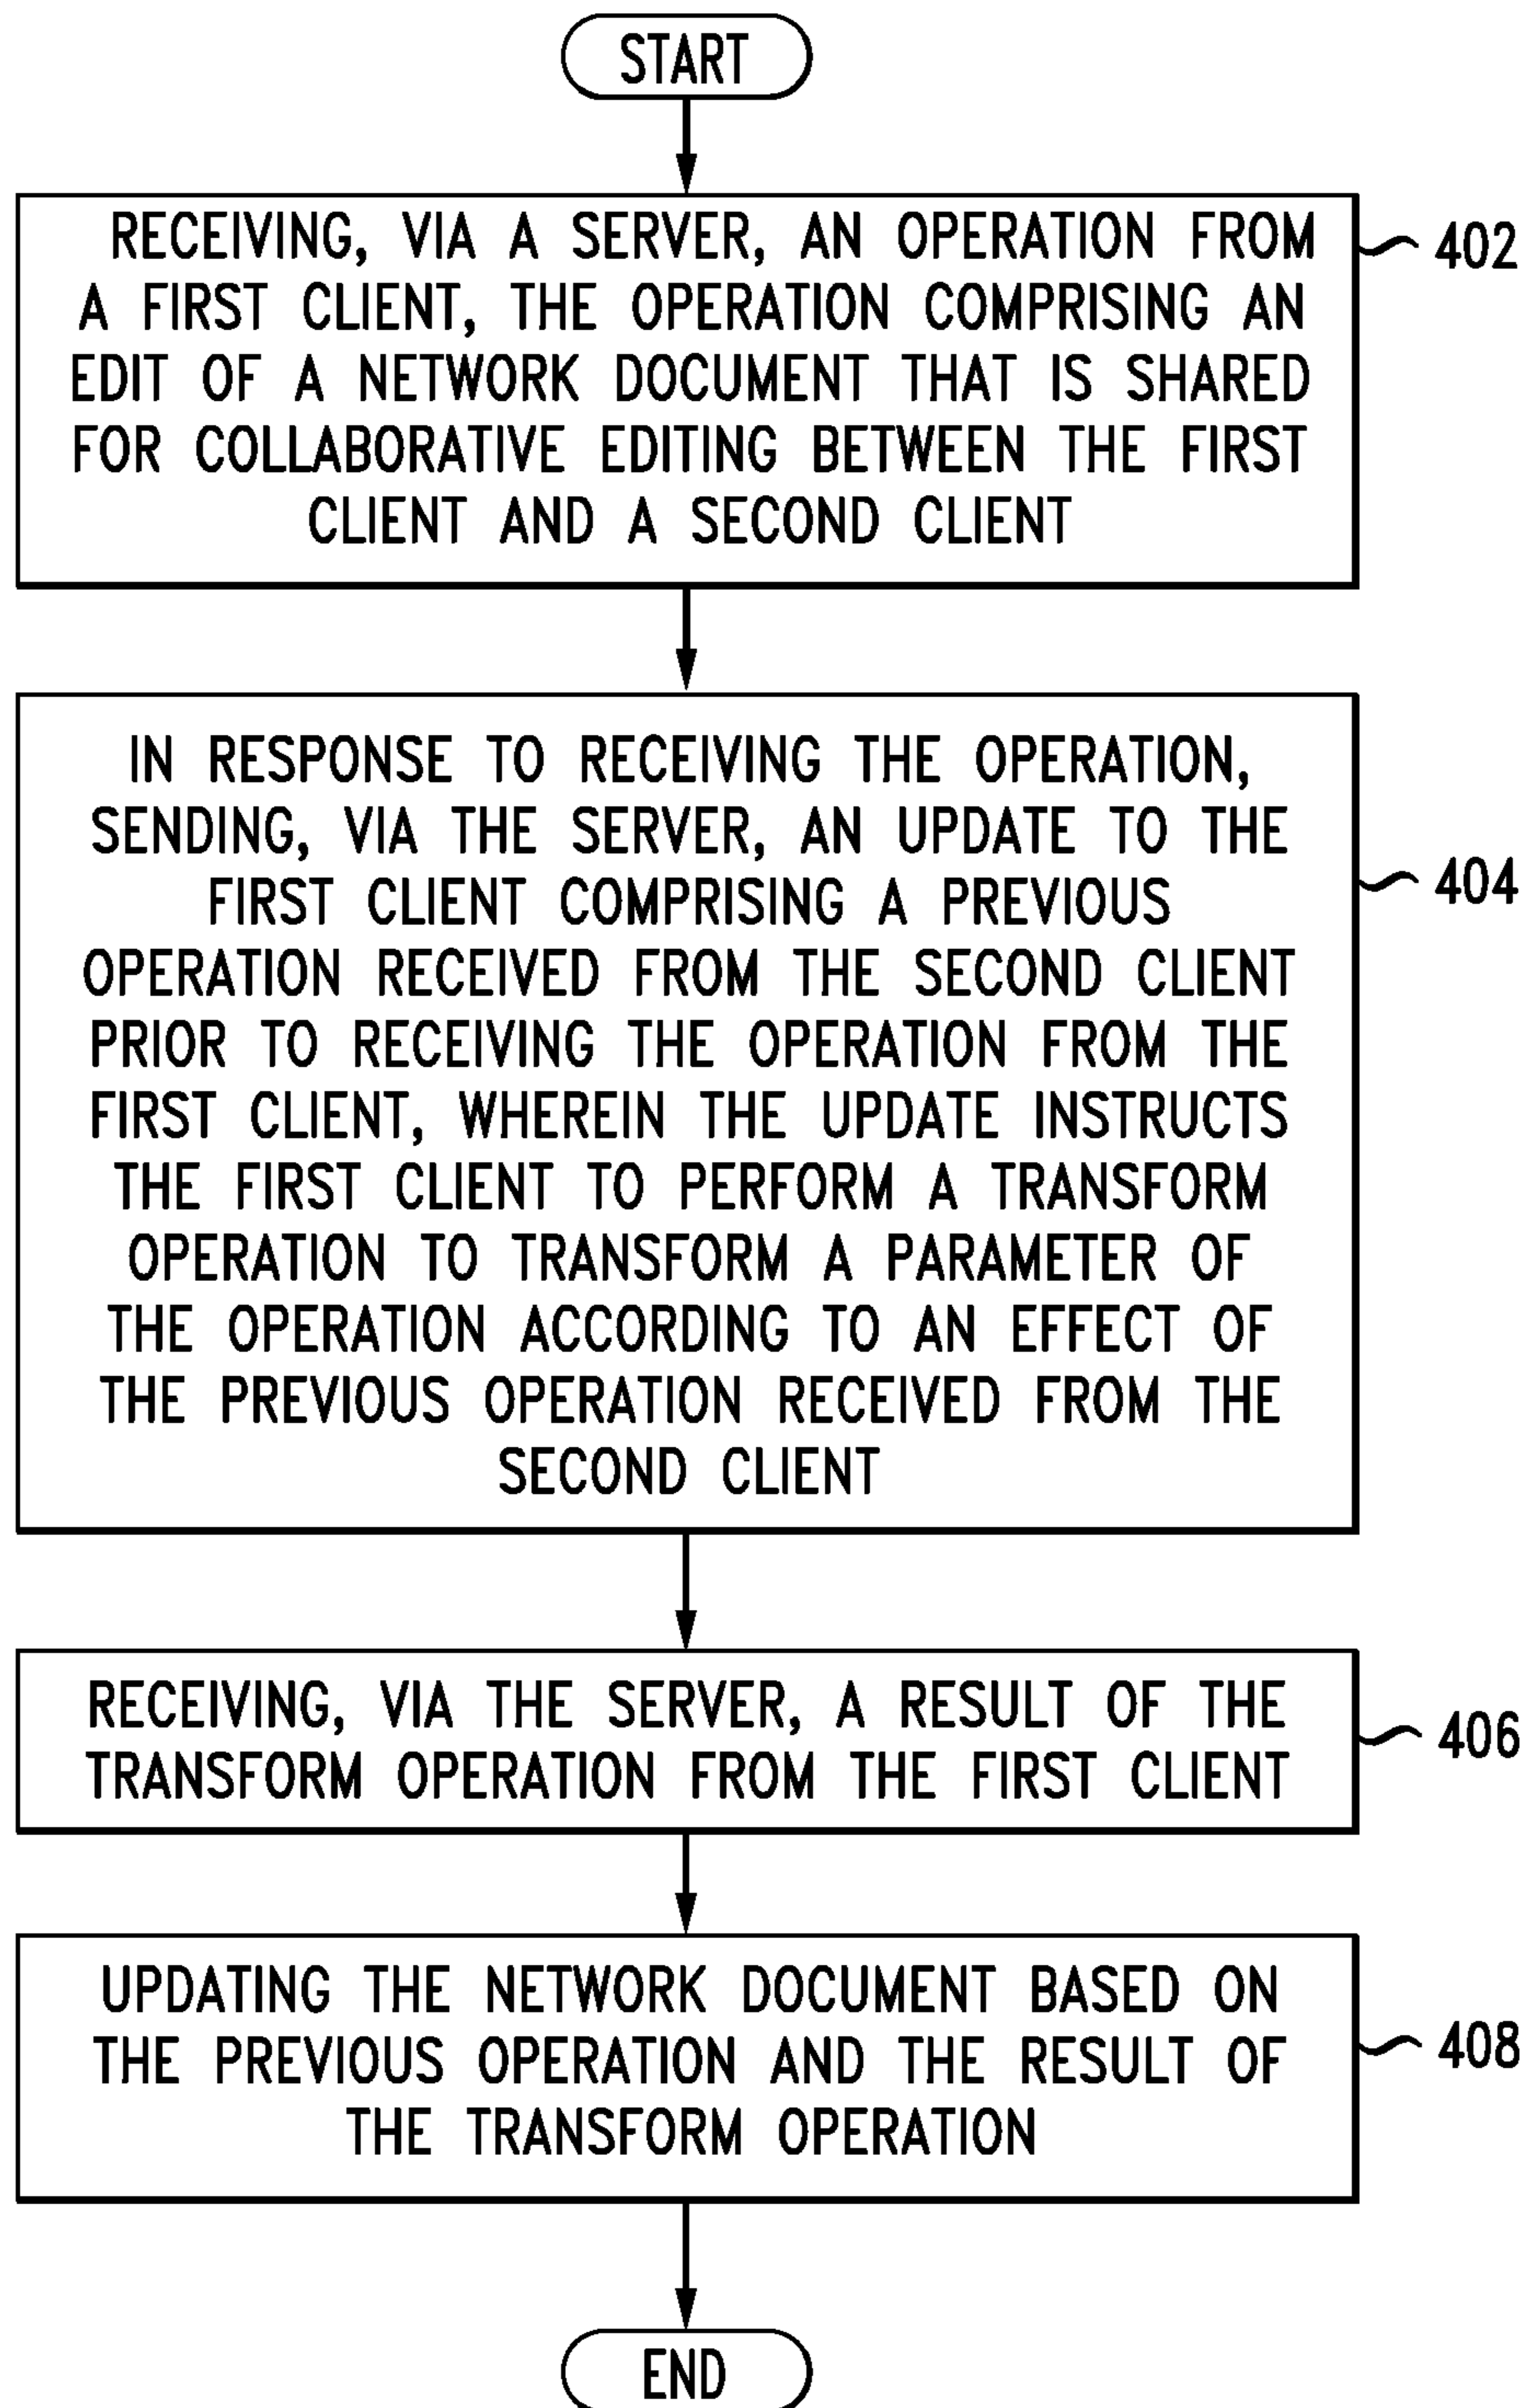 START
RECEIVING, VIA A SERVER, AN OPERATION FROM
A FIRST CLIENT, THE OPERATION COMPRISING AN
EDIT OF A NETWORK DOCUMENT THAT IS SHARED
FOR COLLABORATIVE EDITING BETWEEN THE FIRST
CLIENT AND A SECOND CLIENT
402
IN RESPONSE TO RECEIVING THE OPERATION,
SENDING, VIA THE SERVER, AN UPDATE TO THE
FIRST CLIENT COMPRISING A PREVIOUS
OPERATION RECEIVED FROM THE SECOND CLIENT
PRIOR TO RECEIVING THE OPERATION FROM THE
FIRST CLIENT, WHEREIN THE UPDATE INSTRUCTS
THE FIRST CLIENT TO PERFORM A TRANSFORM
OPERATION TO TRANSFORM A PARAMETER OF
THE OPERATION ACCORDING TO AN EFFECT OF
THE PREVIOUS OPERATION RECEIVED FROM THE
SECOND CLIENT
404
RECEIVING, VIA THE SERVER, A RESULT OF THE
TRANSFORM OPERATION FROM THE FIRST CLIENT
406
UPDATING THE NETWORK DOCUMENT BASED ON
THE PREVIOUS OPERATION AND THE RESULT OF
THE TRANSFORM OPERATION
408
END